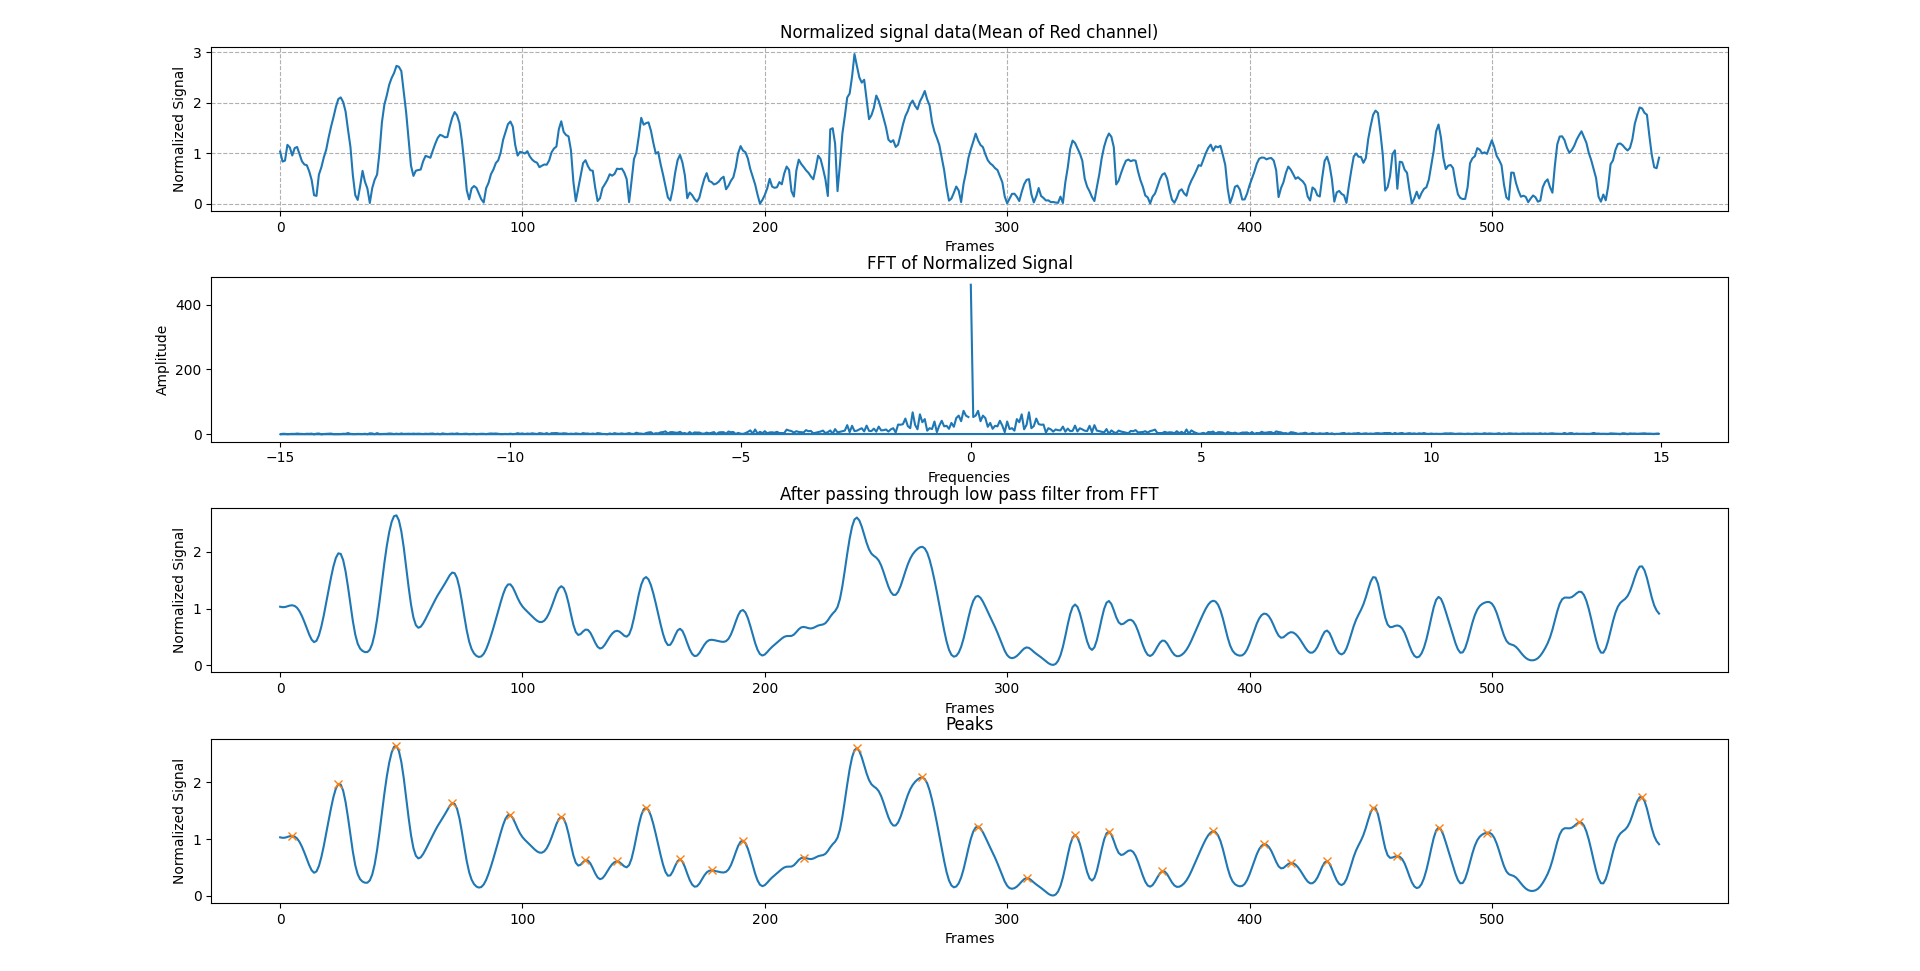 Normalized signal data(Mean of Red channel)
Normalized Signal
3
2
1
0
0 100 200 300 400 500
Frames
FFT of Normalized Signal
Amplitude
400
200
0
−15 −10 −5 0 5 10 15
Frequencies
After passing through low pass filter from FFT
Normalized Signal
2
1
0
0 100 200 300 400 500
Frames
Peaks
Normalized Signal
2
1
0
0 100 200 300 400 500
Frames